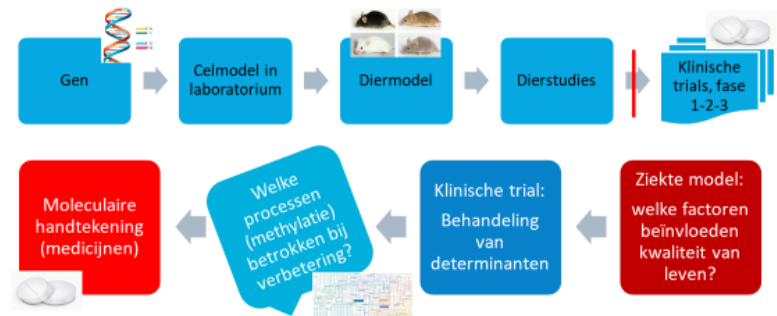 Gen
Celmodel in
laboratorium
Diermodel
Dierstudies
Klinische
trials, fase
1-2-3
Moleculaire
handtekening
(medicijnen)
Welke
processen
(methylatie)
betrokken bij
verbetering?
Klinische trial:
Behandeling
van
determinanten
Ziekte model:
welke factoren
beïnvloeden
kwaliteit van
leven?